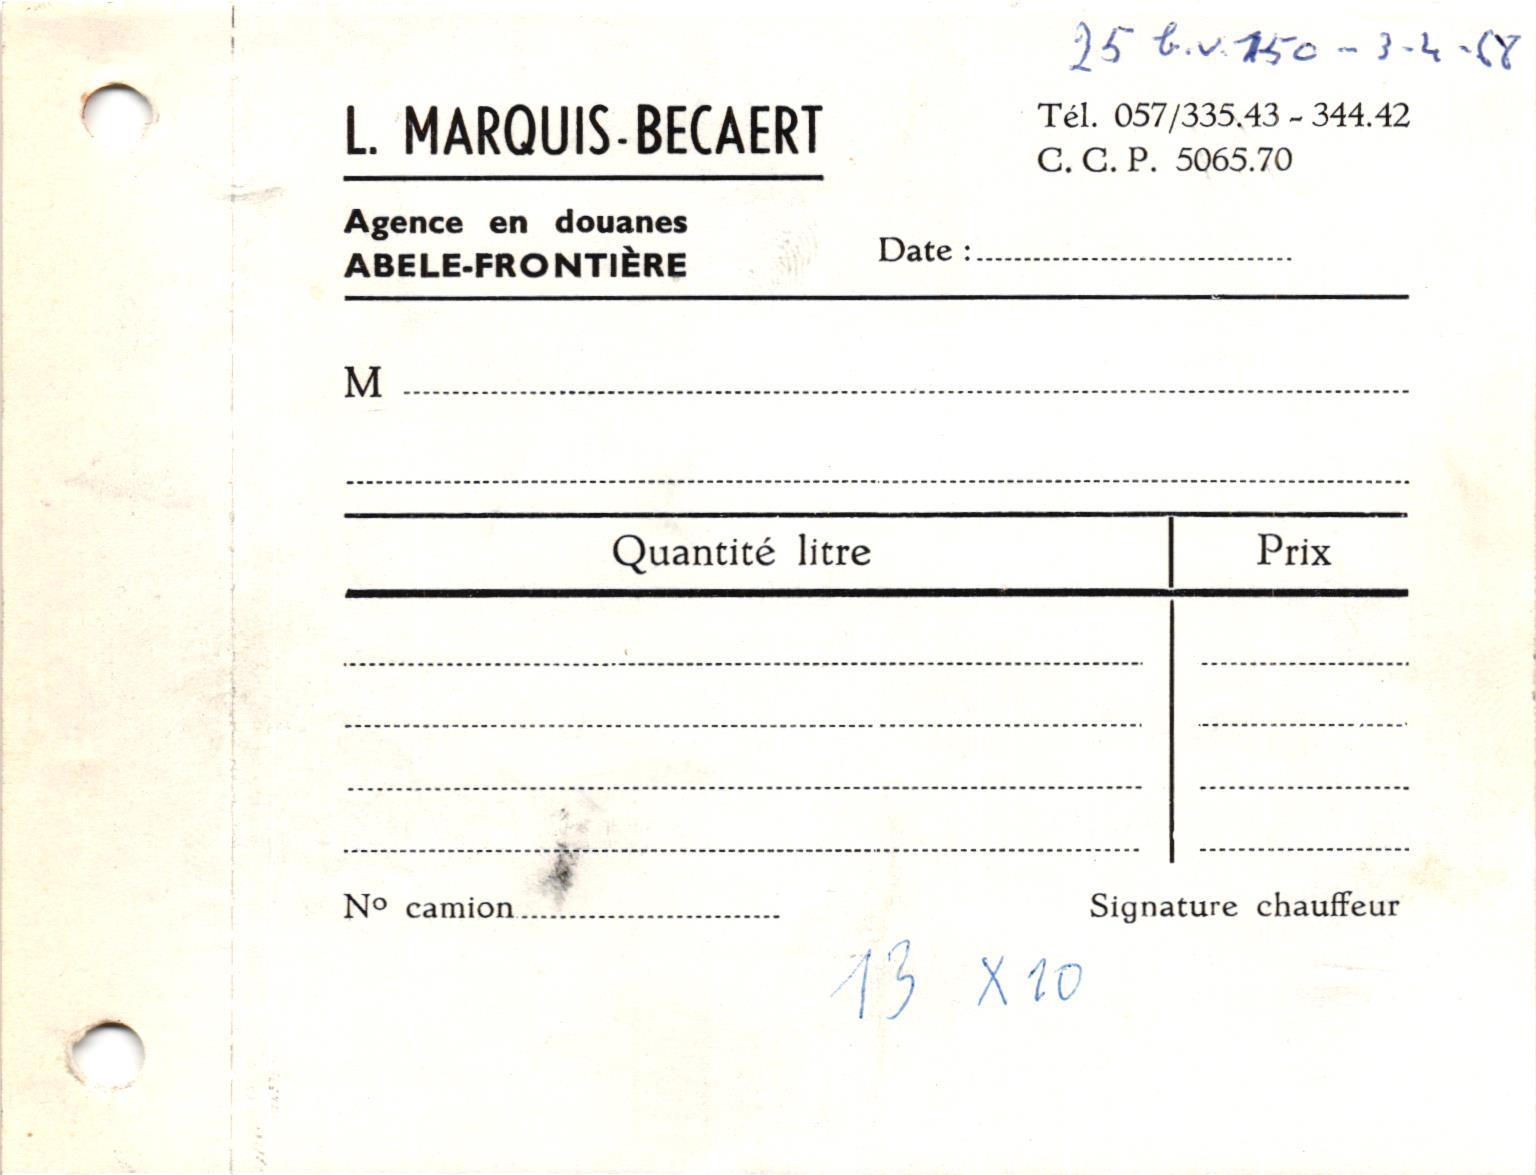 25 b.v. 150 - 3-4-68
L. MARQUIS-BECAERT
Tél. 057/335.43 - 344.42
C. C. P. 5065.70
Agence en douanes
ABELE-FRONTIÈRE
Date :
M
Quantité litre Prix
Nº camion Signature chauffeur
13 X 10